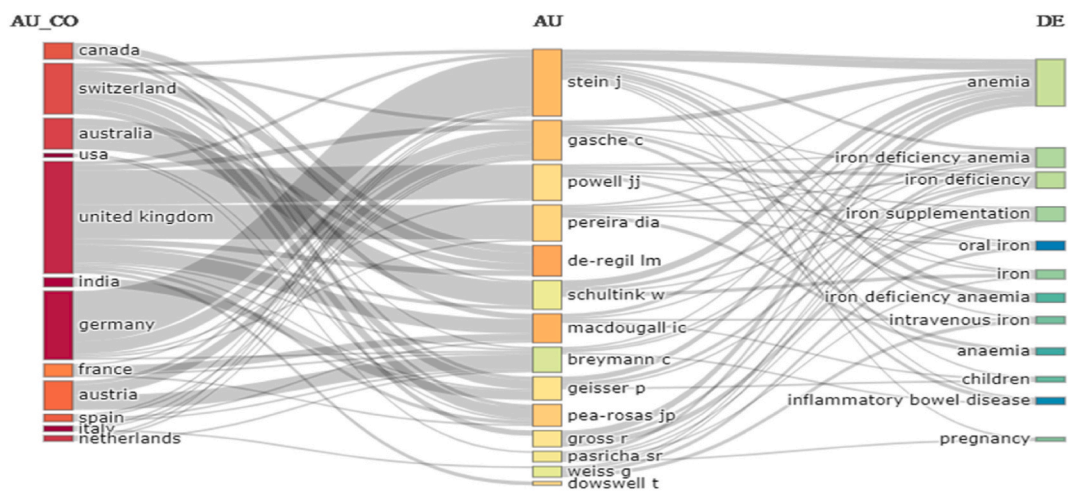 AU_CO
AU
DE
canada
switzerland
australia
usa
united kingdom
india
germany
france
austria
spain
italy
netherlands
stein j
gasche c
powell jj
pereira dia
de-regil lm
schultink w
macdougall ic
breymann c
geisser p
pea-rosas jp
gross r
pasricha sr
weiss g
dowswell t
anemia
iron deficiency anemia
iron deficiency
iron supplementation
oral iron
iron
iron deficiency anaemia
intravenous iron
anaemia
children
inflammatory bowel disease
pregnancy